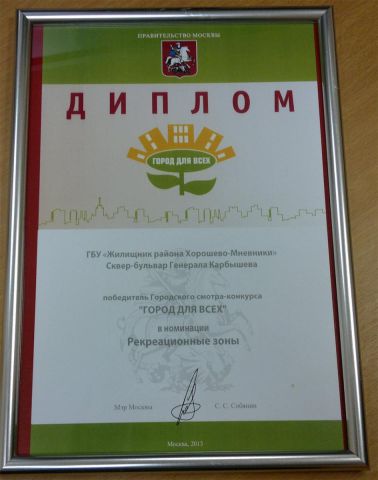 ПРАВИТЕЛЬСТВО МОСКВЫ
ДИПЛОМ
ГОРОД ДЛЯ ВСЕХ
ГБУ «Жилищник района Хорошево-Мневники»
Сквер-бульвар Генерала Карбышева
победитель Городского смотра-конкурса
"ГОРОД ДЛЯ ВСЕХ"
в номинации
Рекреационные зоны
Мэр Москвы С. С. Собянин
Москва, 2015